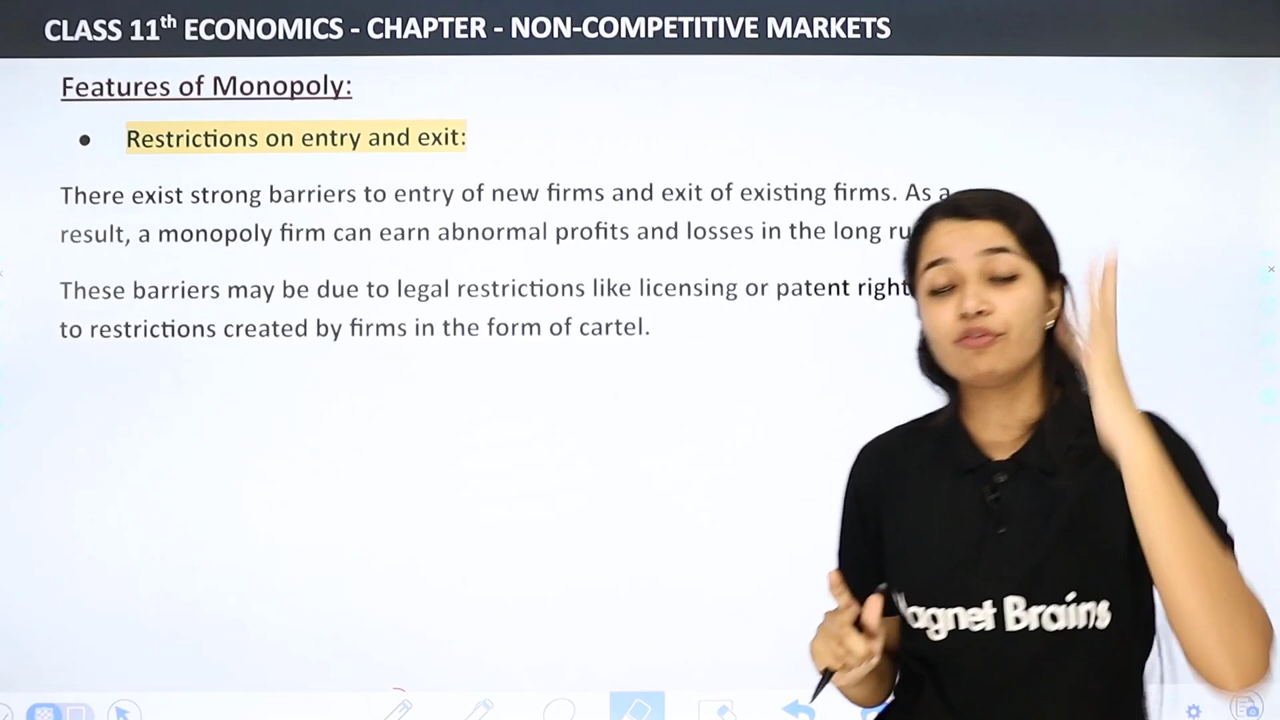 CLASS 11th ECONOMICS - CHAPTER - NON-COMPETITIVE MARKETS
Features of Monopoly:
• Restrictions on entry and exit:
There exist strong barriers to entry of new firms and exit of existing firms. As a
result, a monopoly firm can earn abnormal profits and losses in the long
These barriers may be due to legal restrictions like licensing or patent
to restrictions created by firms in the form of cartel.
Magnet Brains